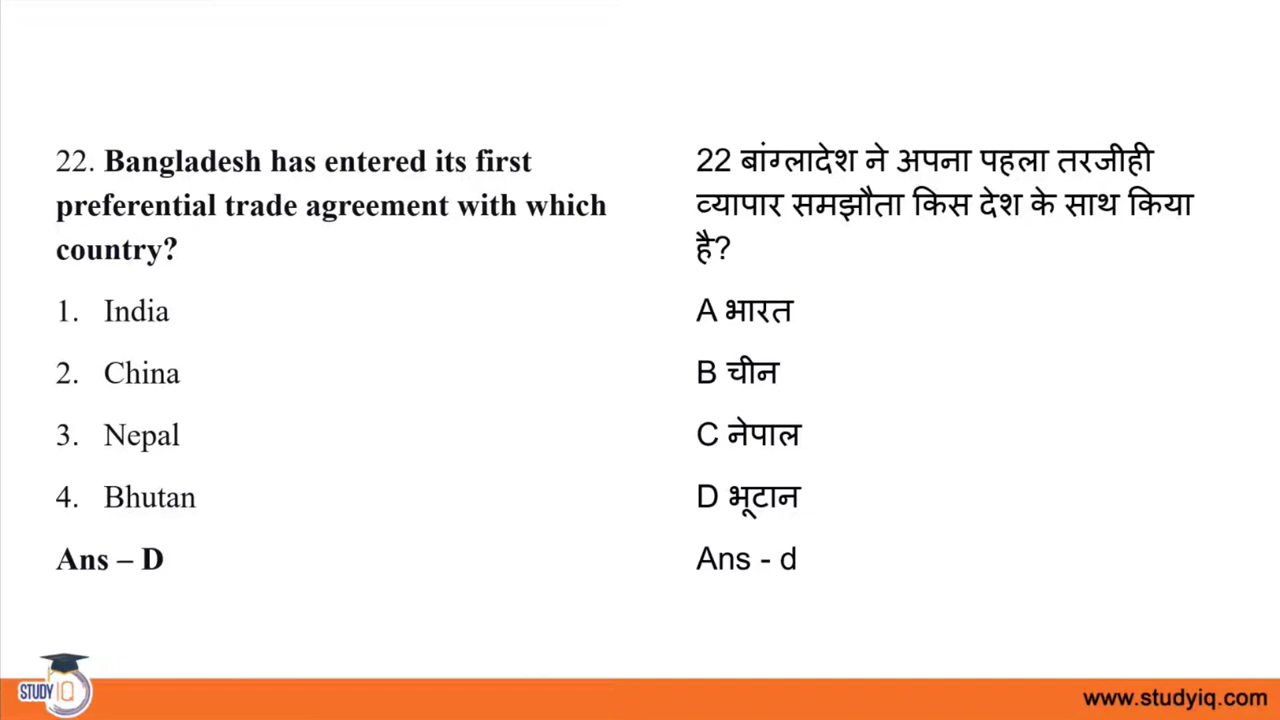 22. Bangladesh has entered its first
preferential trade agreement with which
country?
1. India
2. China
3. Nepal
4. Bhutan
Ans – D
22 बांग्लादेश ने अपना पहला तरजीही
व्यापार समझौता किस देश के साथ किया
है?
A भारत
B चीन
C नेपाल
D भूटान
Ans - d
STUDY IQ
www.studyiq.com